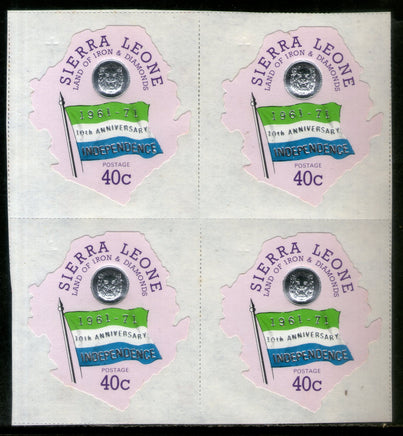 SIERRA LEONE
LAND OF IRON & DIAMONDS
1961-71
10th ANNIVERSARY
INDEPENDENCE
POSTAGE
40c
SIERRA LEONE
LAND OF IRON & DIAMONDS
1961-71
10th ANNIVERSARY
INDEPENDENCE
POSTAGE
40c
SIERRA LEONE
LAND OF IRON & DIAMONDS
1961-71
10th ANNIVERSARY
INDEPENDENCE
POSTAGE
40c
SIERRA LEONE
LAND OF IRON & DIAMONDS
1961-71
10th ANNIVERSARY
INDEPENDENCE
POSTAGE
40c